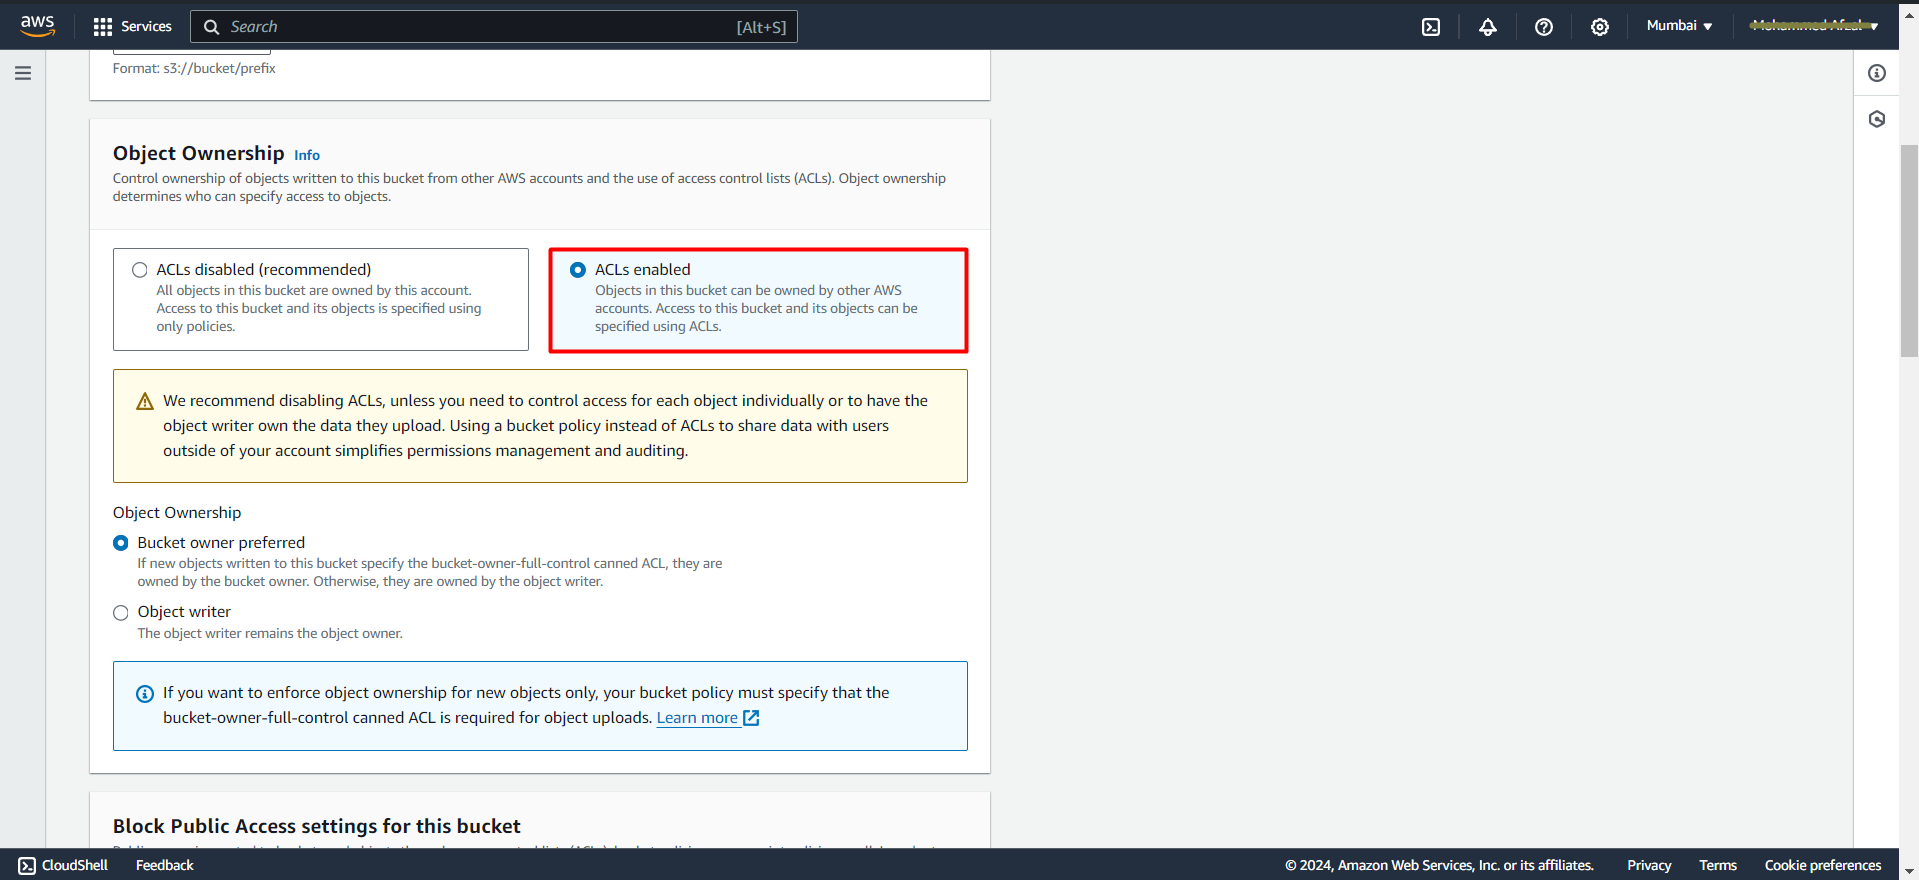 aws
Services
Search
[Alt+S]
Mumbai
Format: s3://bucket/prefix
Object Ownership Info
Control ownership of objects written to this bucket from other AWS accounts and the use of access control lists (ACLs). Object ownership
determines who can specify access to objects.
ACLs disabled (recommended)
All objects in this bucket are owned by this account.
Access to this bucket and its objects is specified using
only policies.
ACLs enabled
Objects in this bucket can be owned by other AWS
accounts. Access to this bucket and its objects can be
specified using ACLs.
We recommend disabling ACLs, unless you need to control access for each object individually or to have the
object writer own the data they upload. Using a bucket policy instead of ACLs to share data with users
outside of your account simplifies permissions management and auditing.
Object Ownership
Bucket owner preferred
If new objects written to this bucket specify the bucket-owner-full-control canned ACL, they are
owned by the bucket owner. Otherwise, they are owned by the object writer.
Object writer
The object writer remains the object owner.
If you want to enforce object ownership for new objects only, your bucket policy must specify that the
bucket-owner-full-control canned ACL is required for object uploads. Learn more
Block Public Access settings for this bucket
CloudShell
Feedback
© 2024, Amazon Web Services, Inc. or its affiliates.
Privacy
Terms
Cookie preferences